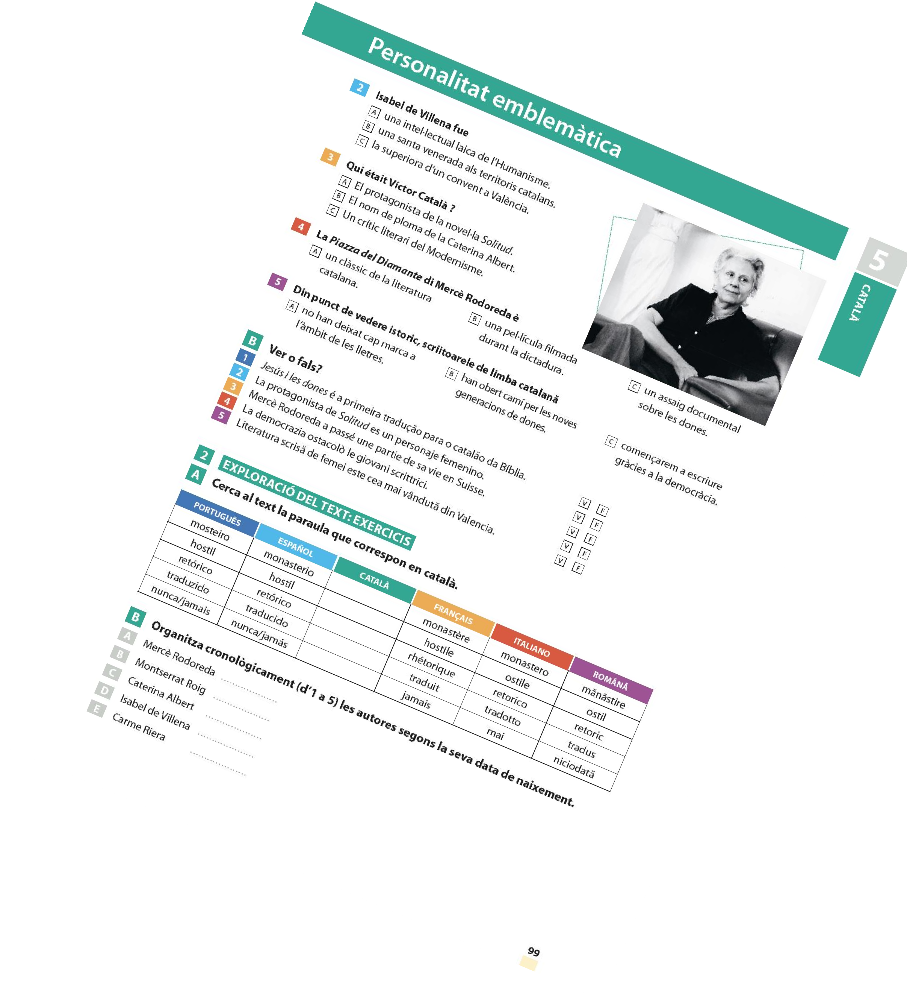 Personalitat emblemàtica
5
CATALÀ
2 Isabel de Villena fue
A una intel·lectual laica de l’Humanisme.
B una santa venerada als territoris catalans.
C la superiora d’un convent a València.
3 Qui était Víctor Català ?
A El protagonista de la novel·la Solitud.
B El nom de ploma de la Caterina Albert.
C Un crític literari del Modernisme.
4 La Piazza del Diamante di Mercè Rodoreda è
A un clàssic de la literatura
catalana.
B una pel·lícula filmada
durant la dictadura.
C un assaig documental
sobre les dones.
5 Din punct de vedere istoric, scriitoarele de limba catalană
A no han deixat cap marca a
l’àmbit de les lletres.
B han obert camí per les noves
generacions de dones.
C començarem a escriure
gràcies a la democràcia.
B Ver o fals?
1 Jesús i les dones é a primeira tradução para o catalão da Bíblia. V F
2 La protagonista de Solitud es un personaje femenino. V F
3 Mercè Rodoreda a passé une partie de sa vie en Suisse. V F
4 La democrazia ostacolò le giovani scrittrici. V F
5 Literatura scrisă de femei este cea mai vândută din Valencia. V F
2 EXPLORACIÓ DEL TEXT: EXERCICIS
A Cerca al text la paraula que correspon en català.
PORTUGUÊS ESPAÑOL CATALÀ FRANÇAIS ITALIANO ROMÂNĂ
mosteiro monasterio monastère monastero mănăstire
hostil hostil hostile ostile ostil
retórico retórico rhétorique retorico retoric
traduzido traducido traduit tradotto tradus
nunca/jamais nunca/jamás jamais mai niciodată
B Organitza cronològicament (d’1 a 5) les autores segons la seva data de naixement.
A Mercè Rodoreda ....................
B Montserrat Roig ....................
C Caterina Albert ....................
D Isabel de Villena ....................
E Carme Riera ....................
99